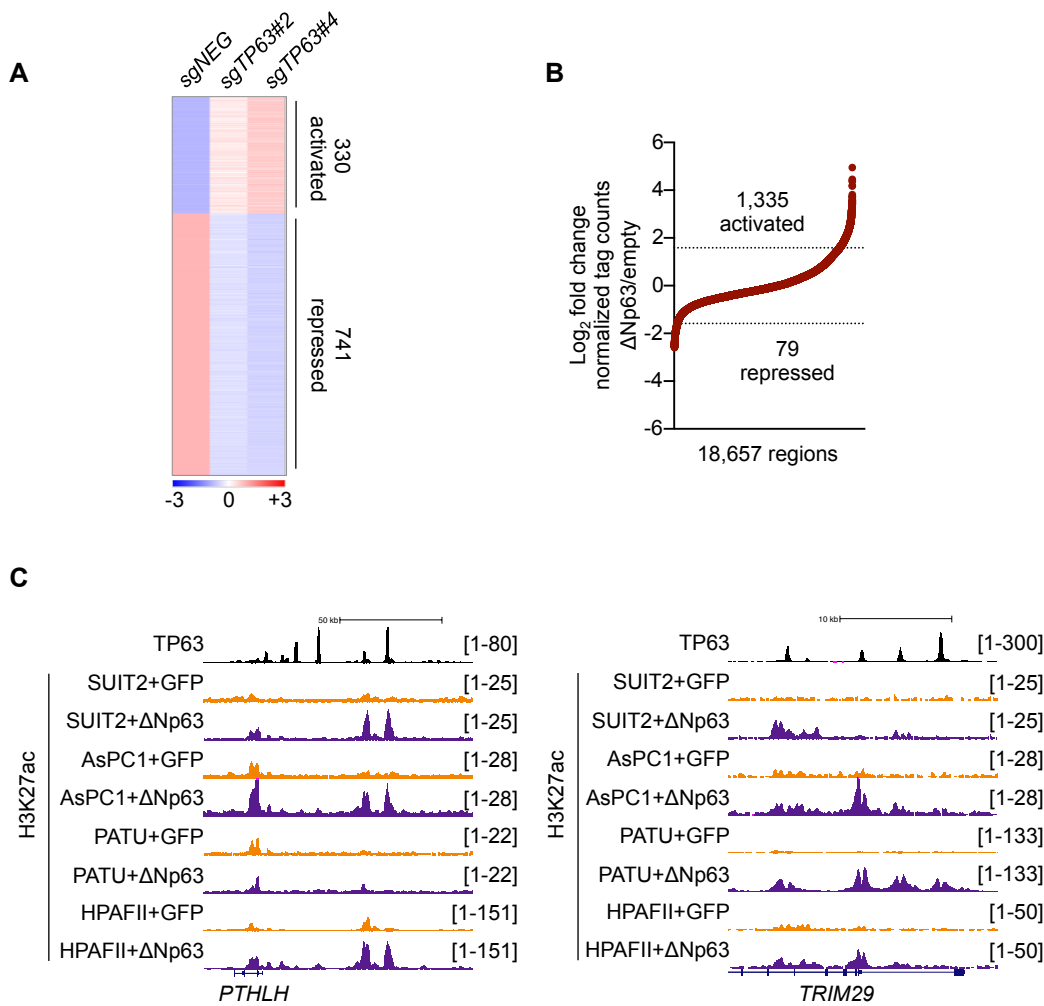 A
sgNEG
sgTP63#2
sgTP63#4
330
activated
741
repressed
-3 0 +3
B
Log2 fold change
normalized tag counts
ΔNp63/empty
6
4
2
0
-2
-4
-6
1,335
activated
79
repressed
18,657 regions
C
50 kb
TP63 [1-80]
H3K27ac
SUIT2+GFP [1-25]
SUIT2+ΔNp63 [1-25]
AsPC1+GFP [1-28]
AsPC1+ΔNp63 [1-28]
PATU+GFP [1-22]
PATU+ΔNp63 [1-22]
HPAFII+GFP [1-151]
HPAFII+ΔNp63 [1-151]
PTHLH
10 kb
TP63 [1-300]
H3K27ac
SUIT2+GFP [1-25]
SUIT2+ΔNp63 [1-25]
AsPC1+GFP [1-28]
AsPC1+ΔNp63 [1-28]
PATU+GFP [1-133]
PATU+ΔNp63 [1-133]
HPAFII+GFP [1-50]
HPAFII+ΔNp63 [1-50]
TRIM29